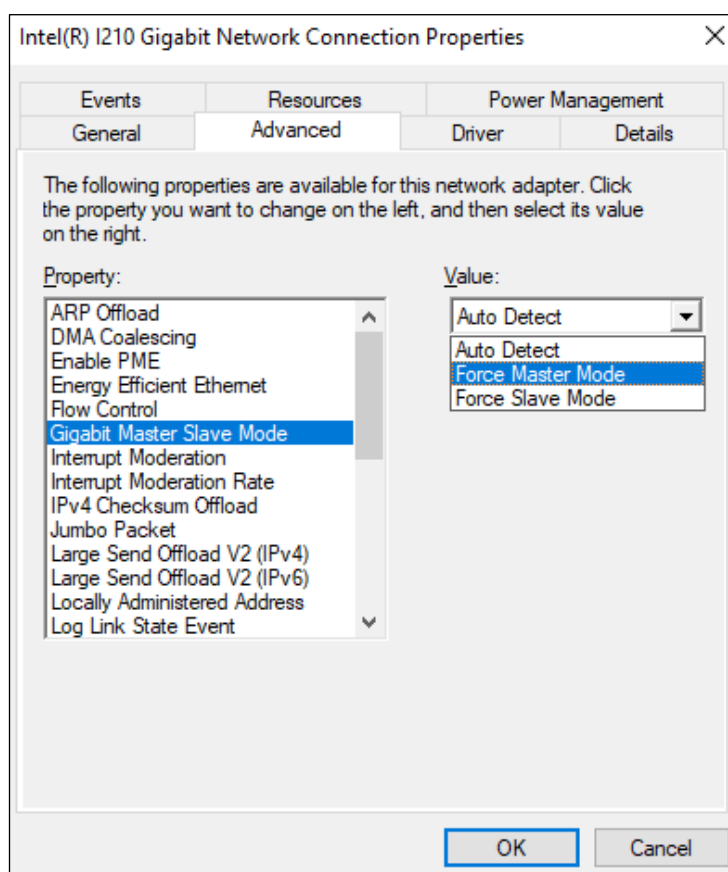 Intel(R) I210 Gigabit Network Connection Properties
Events Resources Power Management
General Advanced Driver Details
The following properties are available for this network adapter. Click
the property you want to change on the left, and then select its value
on the right.
Property:
ARP Offload
DMA Coalescing
Enable PME
Energy Efficient Ethernet
Flow Control
Gigabit Master Slave Mode
Interrupt Moderation
Interrupt Moderation Rate
IPv4 Checksum Offload
Jumbo Packet
Large Send Offload V2 (IPv4)
Large Send Offload V2 (IPv6)
Locally Administered Address
Log Link State Event
Value:
Auto Detect
Auto Detect
Force Master Mode
Force Slave Mode
OK Cancel